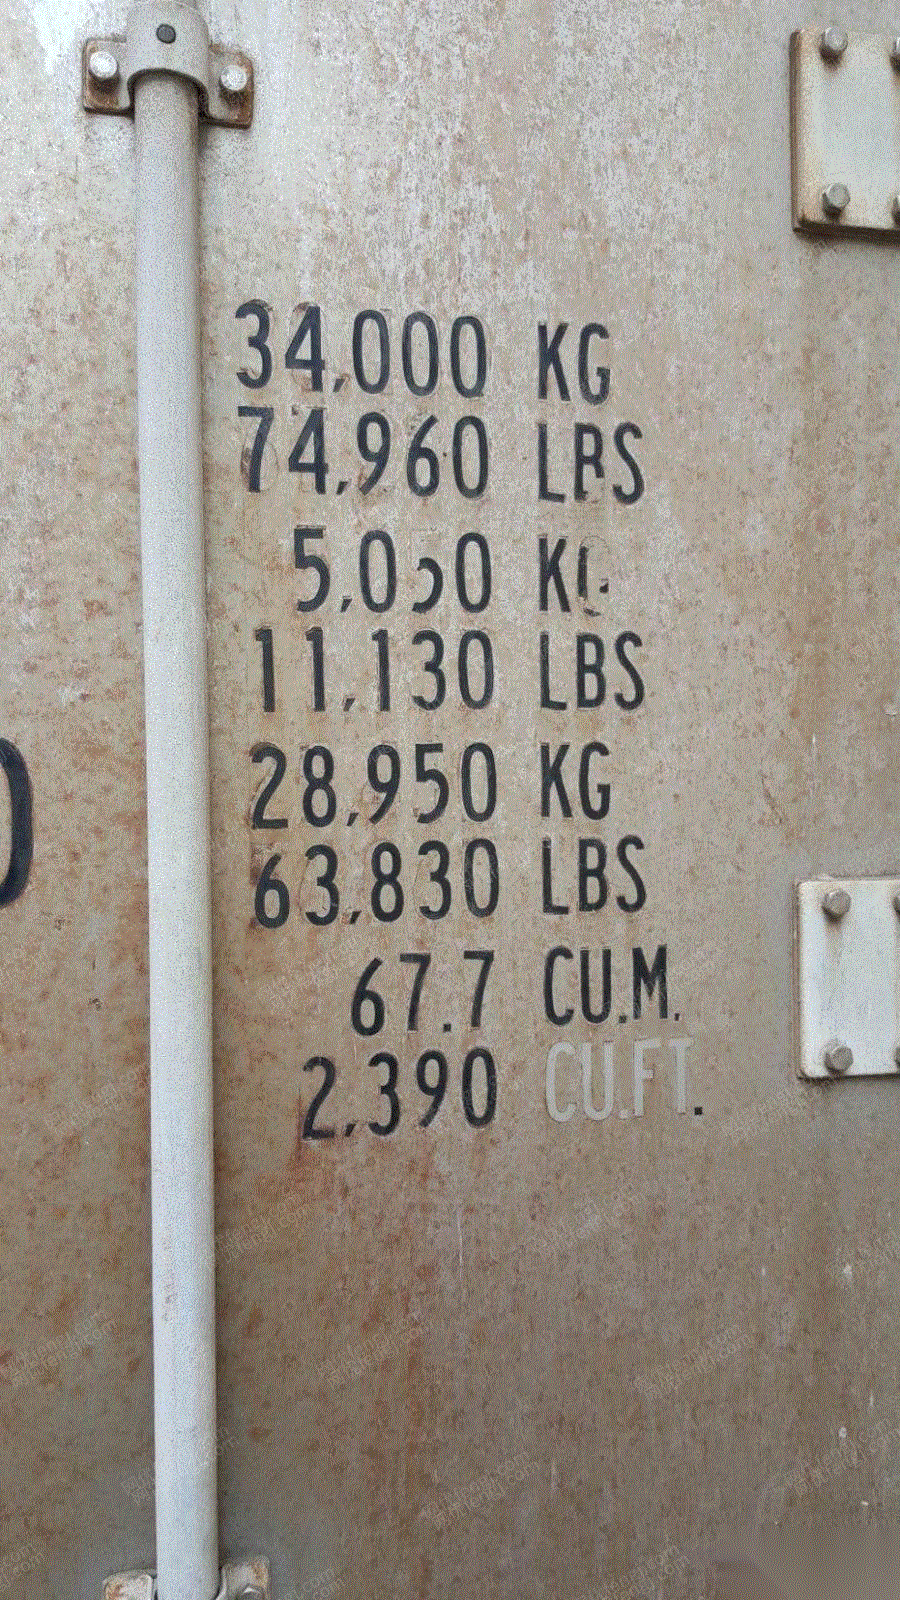 34,000 KG
74,960 LBS
5,050 KG
11,130 LBS
28,950 KG
63,830 LBS
67.7 CU.M.
2,390 CU.FT.